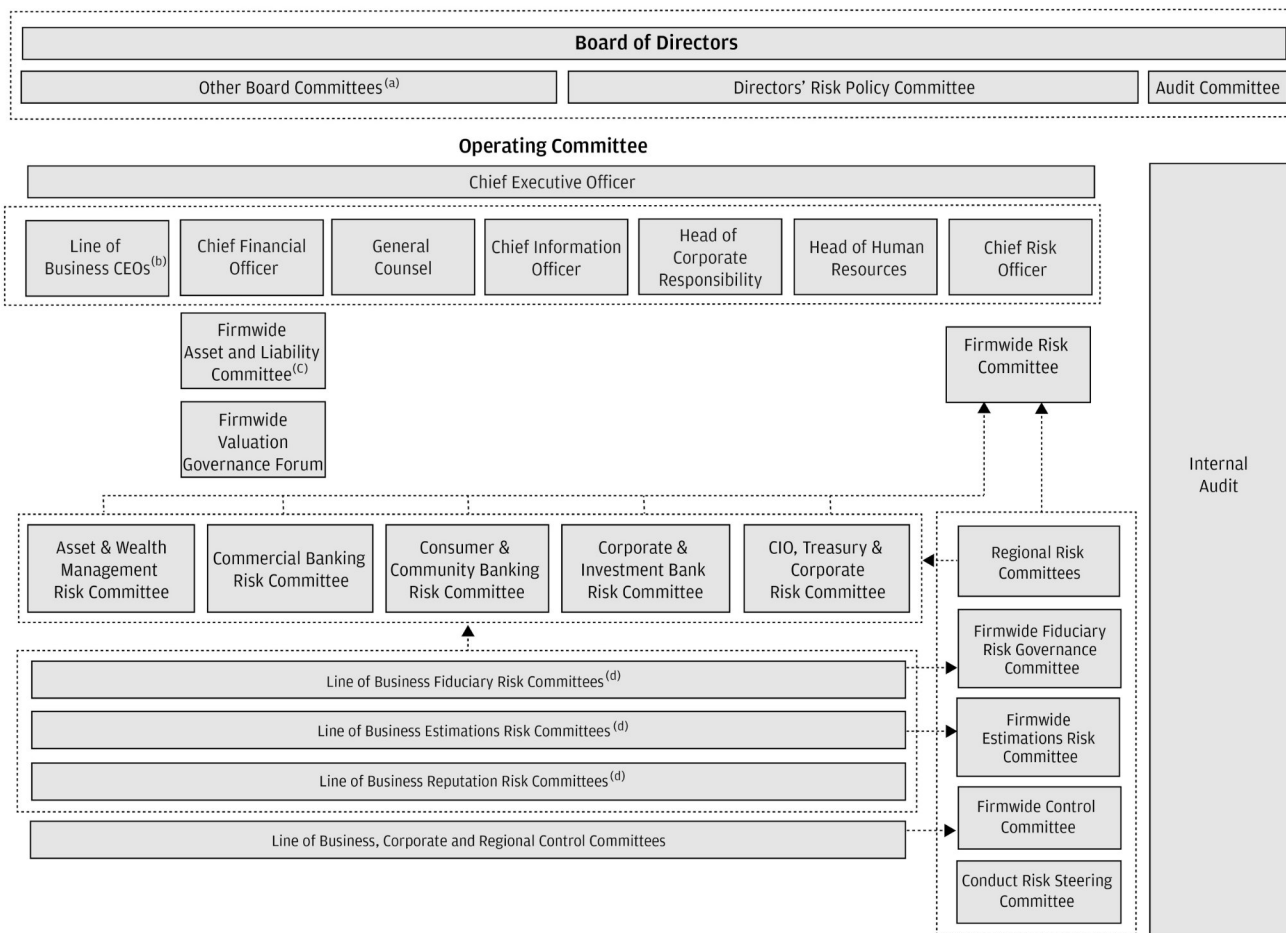 Board of Directors
Other Board Committees(a)
Directors’ Risk Policy Committee
Audit Committee
Operating Committee
Chief Executive Officer
Line of
Business CEOs(b)
Chief Financial
Officer
General
Counsel
Chief Information
Officer
Head of
Corporate
Responsibility
Head of Human
Resources
Chief Risk
Officer
Firmwide
Asset and Liability
Committee(C)
Firmwide Risk
Committee
Firmwide
Valuation
Governance Forum
Internal
Audit
Asset & Wealth
Management
Risk Committee
Commercial Banking
Risk Committee
Consumer &
Community Banking
Risk Committee
Corporate &
Investment Bank
Risk Committee
CIO, Treasury &
Corporate
Risk Committee
Regional Risk
Committees
Line of Business Fiduciary Risk Committees(d)
Firmwide Fiduciary
Risk Governance
Committee
Line of Business Estimations Risk Committees(d)
Firmwide
Estimations Risk
Committee
Line of Business Reputation Risk Committees(d)
Firmwide Control
Committee
Line of Business, Corporate and Regional Control Committees
Conduct Risk Steering
Committee